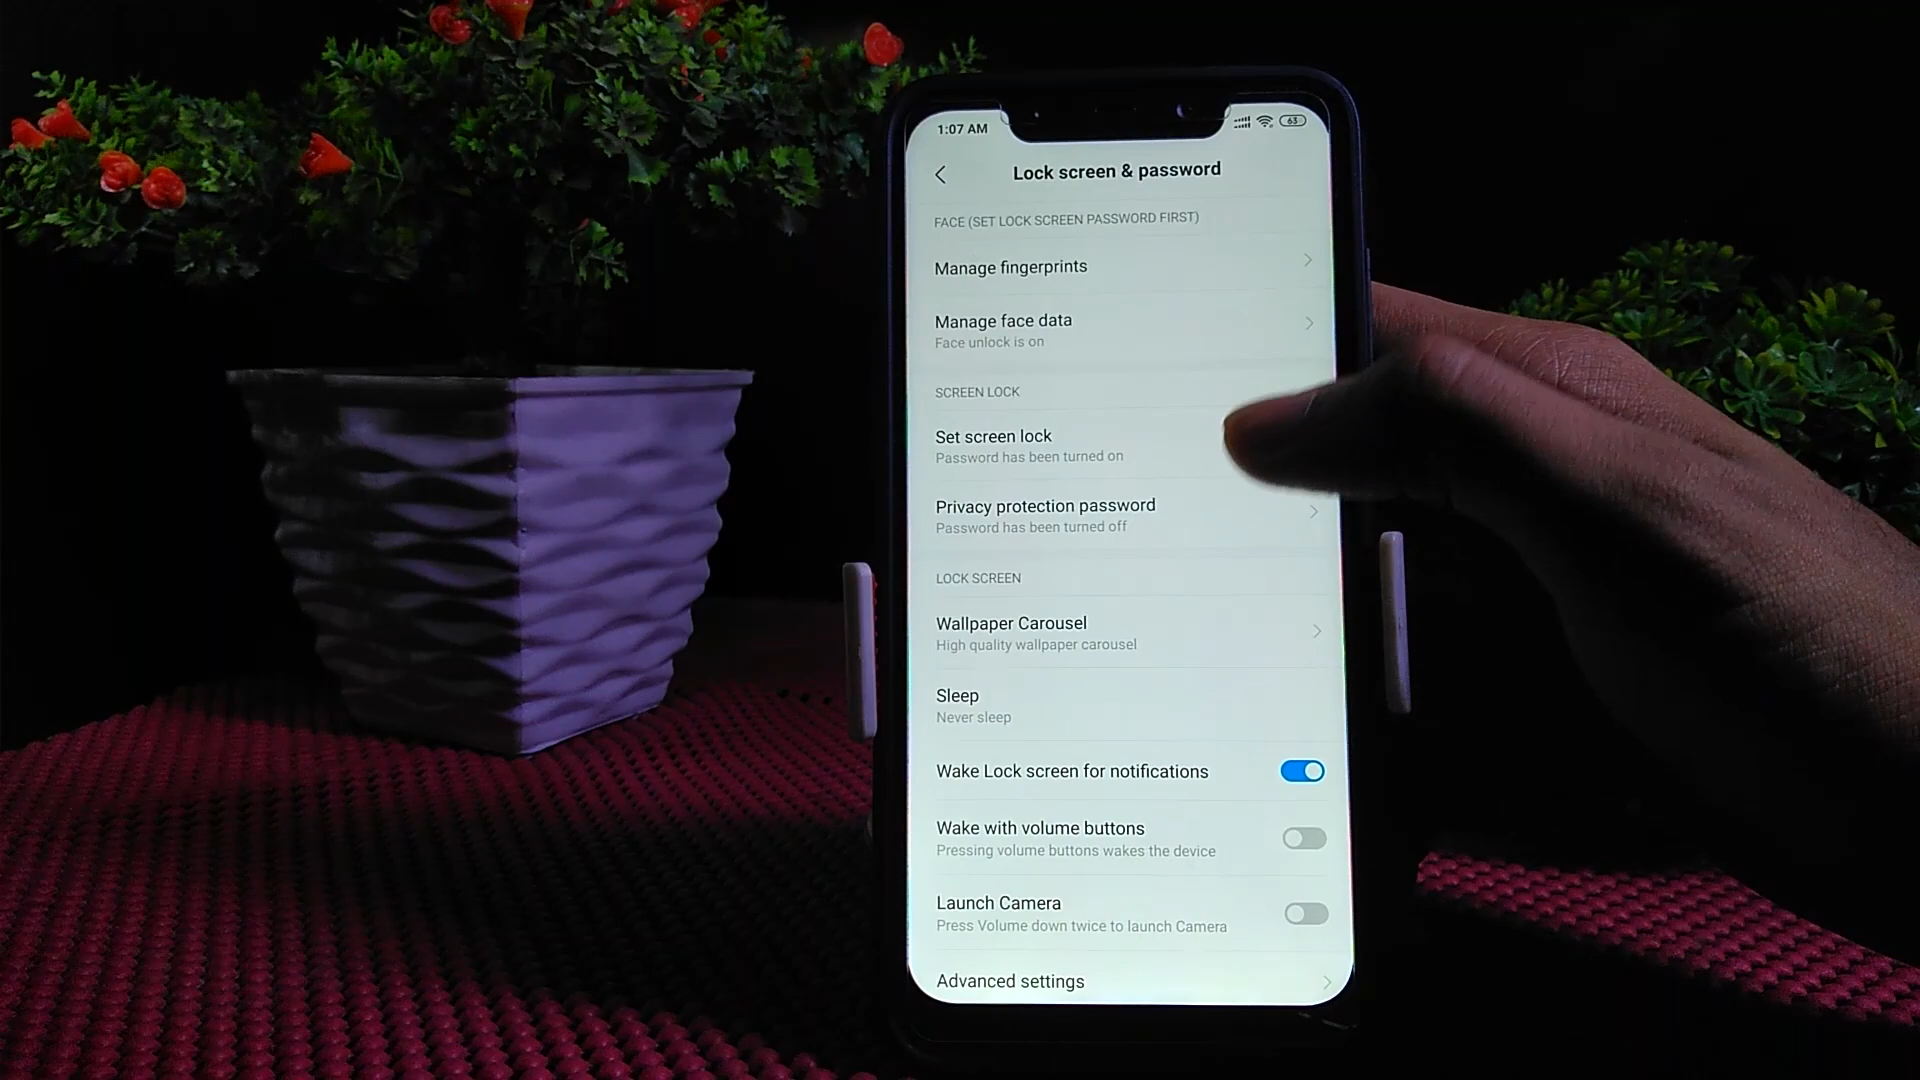 1:07 AM
63
Lock screen & password
FACE (SET LOCK SCREEN PASSWORD FIRST)
Manage fingerprints
Manage face data
Face unlock is on
SCREEN LOCK
Set screen lock
Password has been turned on
Privacy protection password
Password has been turned off
LOCK SCREEN
Wallpaper Carousel
High quality wallpaper carousel
Sleep
Never sleep
Wake Lock screen for notifications
Wake with volume buttons
Pressing volume buttons wakes the device
Launch Camera
Press Volume down twice to launch Camera
Advanced settings